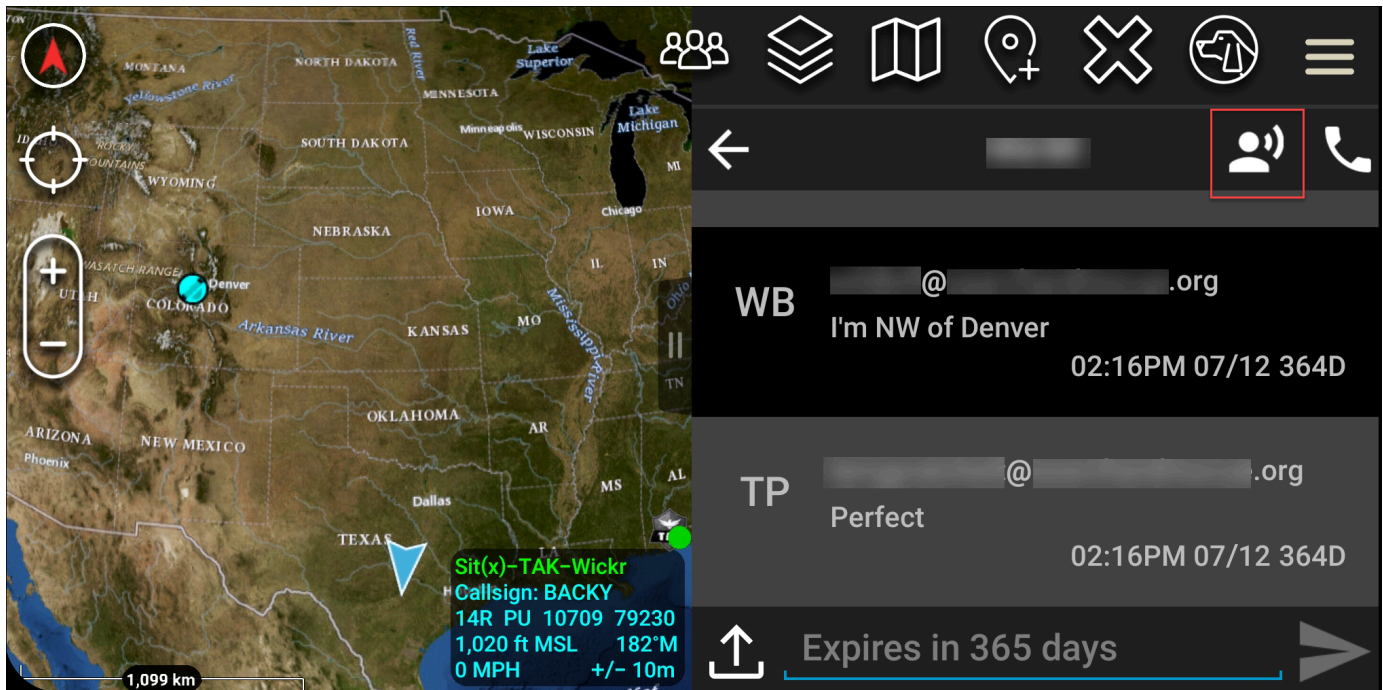 MONTANA
NORTH DAKOTA
Red River
Lake
Superior
Yellowstone River
MINNESOTA
Lake
Michigan
Minneapolis
WISCONSIN
SOUTH DAKOTA
ROCKY
MOUNTAINS
MI
WYOMING
IOWA
Chicago
NEBRASKA
WASATCH RANGE
IL
IN
UTAH
Denver
COLORADO
Ohio
Arkansas River
KANSAS
MO
Mississippi
River
TN
OKLAHOMA
AR
ARIZONA
NEW MEXICO
Phoenix
MS
AL
Dallas
TEXAS
LA
Sit(x)-TAK-Wickr
Callsign: BACKY
14R PU 10709 79230
1,020 ft MSL 182°M
0 MPH +/- 10m
1,099 km
WB
@ .org
I'm NW of Denver
02:16PM 07/12 364D
TP
@ .org
Perfect
02:16PM 07/12 364D
Expires in 365 days